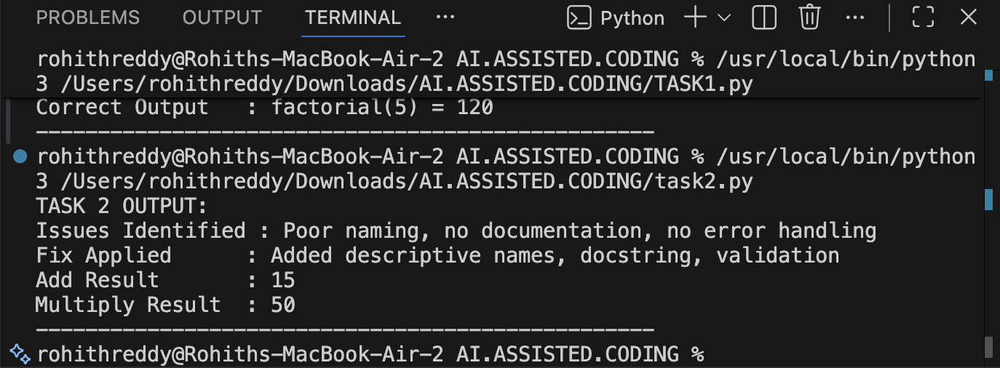 PROBLEMS OUTPUT TERMINAL ··· Python
rohithreddy@Rohiths-MacBook-Air-2 AI.ASSISTED.CODING % /usr/local/bin/python
3 /Users/rohithreddy/Downloads/AI.ASSISTED.CODING/TASK1.py
Correct Output   : factorial(5) = 120
--------------------------------------------------
rohithreddy@Rohiths-MacBook-Air-2 AI.ASSISTED.CODING % /usr/local/bin/python
3 /Users/rohithreddy/Downloads/AI.ASSISTED.CODING/task2.py
TASK 2 OUTPUT:
Issues Identified : Poor naming, no documentation, no error handling
Fix Applied      : Added descriptive names, docstring, validation
Add Result       : 15
Multiply Result  : 50
--------------------------------------------------
rohithreddy@Rohiths-MacBook-Air-2 AI.ASSISTED.CODING %